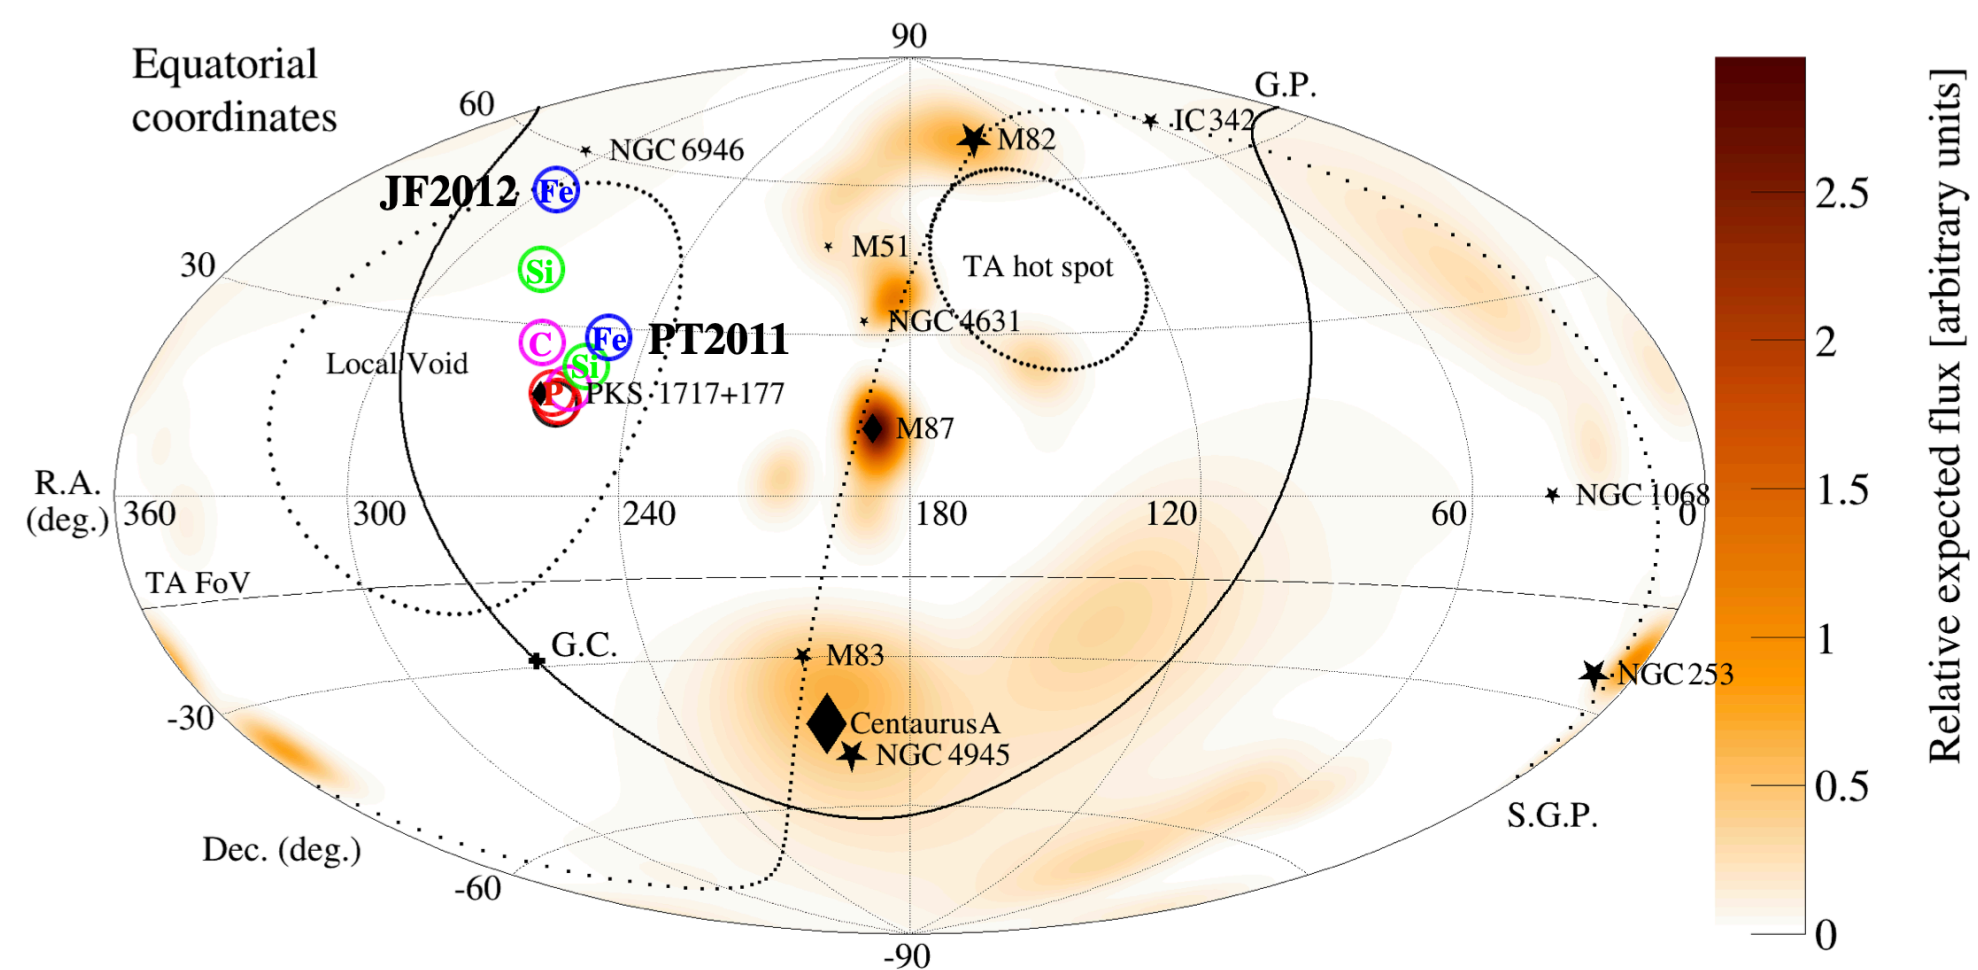 Equatorial
coordinates
90
60
G.P.
IC 342
M82
NGC 6946
JF2012
Fe
M51
TA hot spot
30
Si
NGC 4631
C
Fe
PT2011
Local Void
Si
P
PKS 1717+177
M87
R.A.
(deg.)
360
300
240
180
120
60
0
NGC 1068
TA FoV
G.C.
M83
NGC 253
-30
Centaurus A
NGC 4945
S.G.P.
Dec. (deg.)
-60
-90
2.5
2
1.5
1
0.5
0
Relative expected flux [arbitrary units]